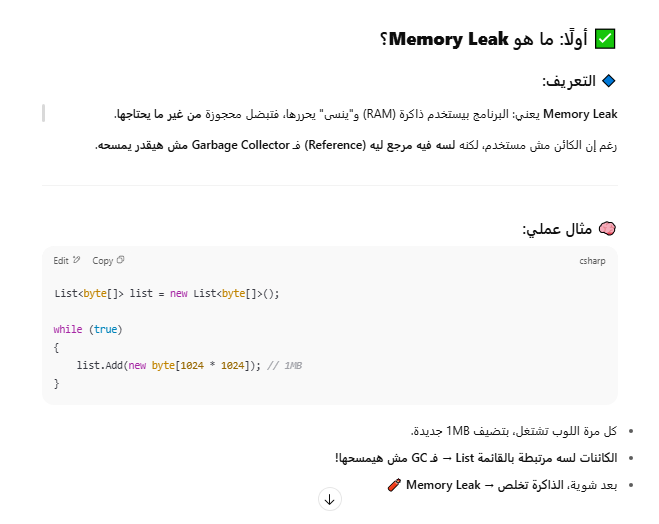 ✅ أولًا: ما هو Memory Leak؟
🔷 التعريف:
Memory Leak يعني: البرنامج بيستخدم ذاكرة (RAM) و"ينسى" يحررها، فتبضل محجوزة من غير ما يحتاجها.
رغم إن الكائن مش مستخدم، لكنه لسه فيه مرجع ليه (Reference) فـ Garbage Collector مش هيقدر يمسحه.
🧠 مثال عملي:
csharp Copy Edit
List<byte[]> list = new List<byte[]>();
while (true)
{
    list.Add(new byte[1024 * 1024]); // 1MB
}
• كل مرة اللوب تشتغل، بتضيف 1MB جديدة.
• الكائنات لسه مرتبطة بالقائمة List → فـ GC مش هيمسحها!
• بعد شوية، الذاكرة تخلص → Memory Leak 🧨